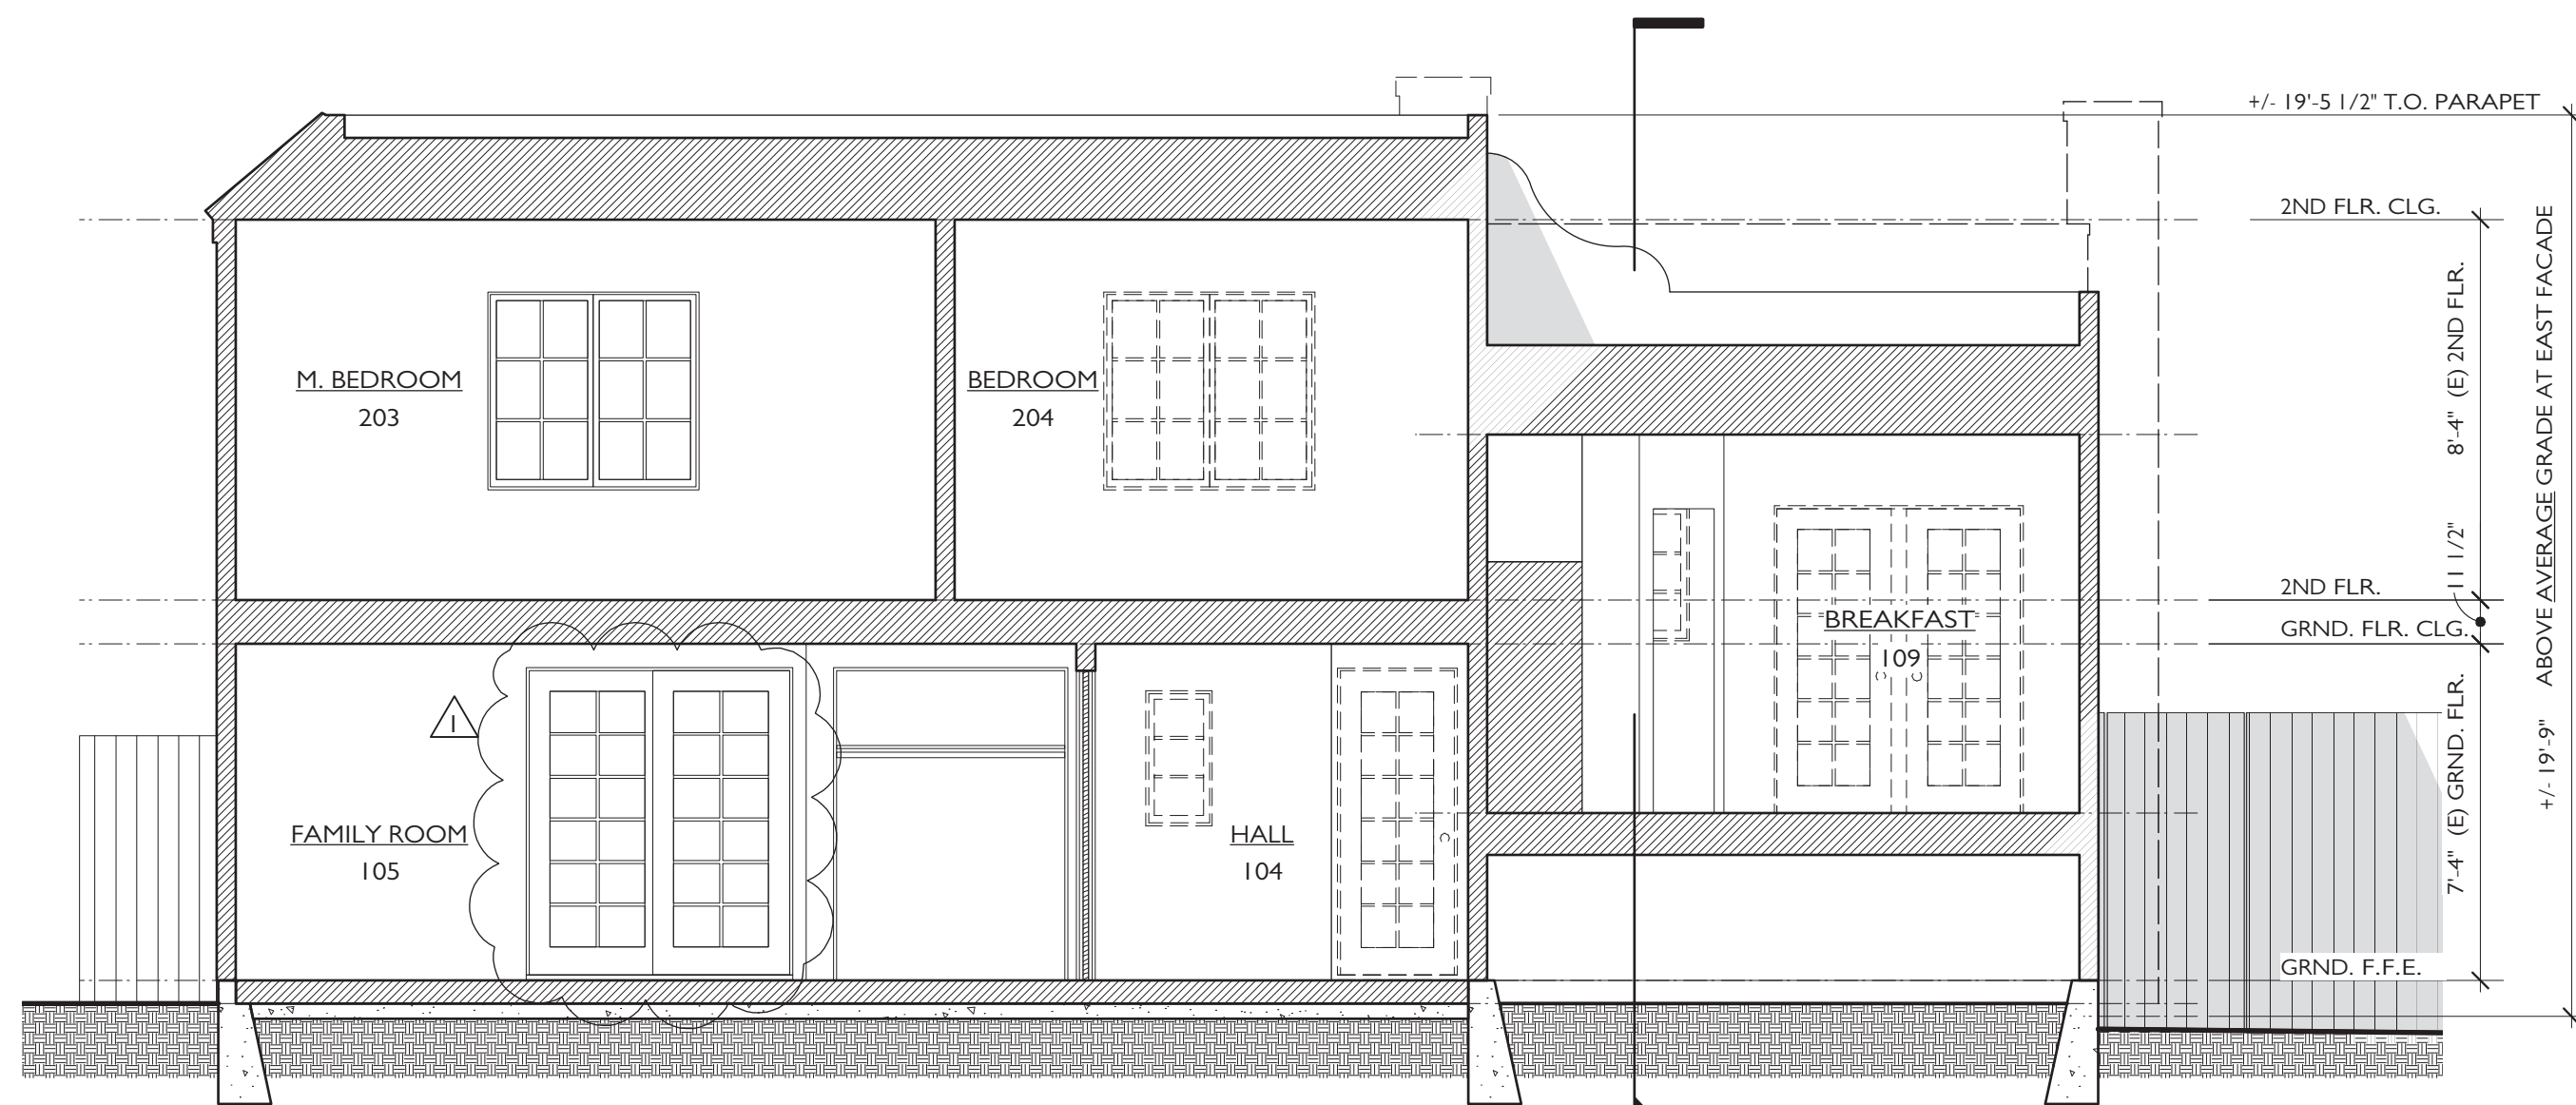 +/- 19'-5 1/2" T.O. PARAPET
2ND FLR. CLG.
8'-4" (E) 2ND FLR.
+/- 19'-9" ABOVE AVERAGE GRADE AT EAST FACADE
M. BEDROOM
203
BEDROOM
204
11 1/2"
2ND FLR.
GRND. FLR. CLG.
BREAKFAST
109
1
7'-4" (E) GRND. FLR.
FAMILY ROOM
105
HALL
104
GRND. F.F.E.